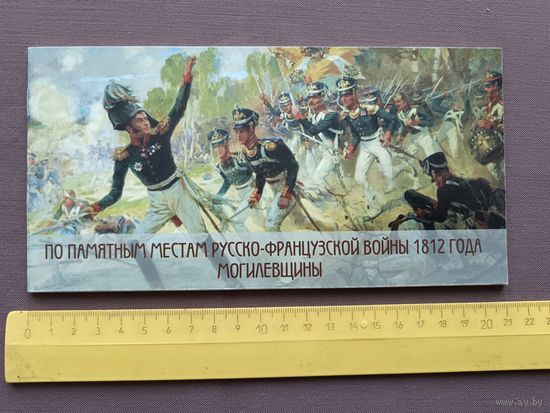 ПО ПАМЯТНЫМ МЕСТАМ РУССКО-ФРАНЦУЗСКОЙ ВОЙНЫ 1812 ГОДА
МОГИЛЕВЩИНЫ
0 1 2 3 4 5 6 7 8 9 10 11 12 13 14 15 16 17 18 19 20 21 22
www.ay.by